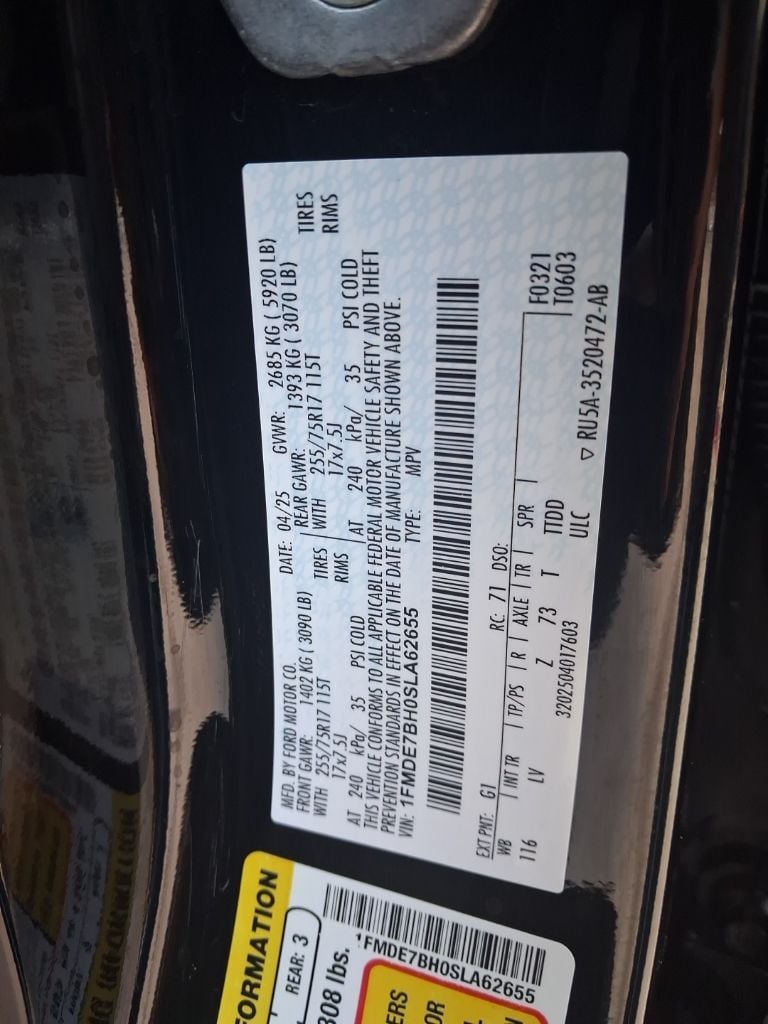 MFD. BY FORD MOTOR CO.
DATE: 04/25 GVWR: 2685 KG ( 5920 LB)
FRONT GAWR: 1402 KG ( 3090 LB) REAR GAWR: 1393 KG ( 3070 LB)
WITH 255/75R17 115T TIRES WITH 255/75R17 115T TIRES
17x7.5J RIMS 17x7.5J RIMS
AT 240 kPa/ 35 PSI COLD AT 240 kPa/ 35 PSI COLD
THIS VEHICLE CONFORMS TO ALL APPLICABLE FEDERAL MOTOR VEHICLE SAFETY AND THEFT
PREVENTION STANDARDS IN EFFECT ON THE DATE OF MANUFACTURE SHOWN ABOVE.
VIN: 1FMDE7BH0SLA62655 TYPE: MPV
EXT PNT: G1 RC: 71 DSO:
WB INT TR TP/PS R AXLE TR SPR F0321
116 LV Z 73 T TTDD T0603
3202504017603 ULC
▽ RU5A-3520472-AB
FORMATION
REAR: 3
308 lbs.
1FMDE7BH0SLA62655
ERS
OR